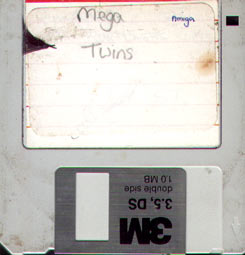 Mega
Amiga
Twins
3M
3.5, DS
double side
1.0 MB